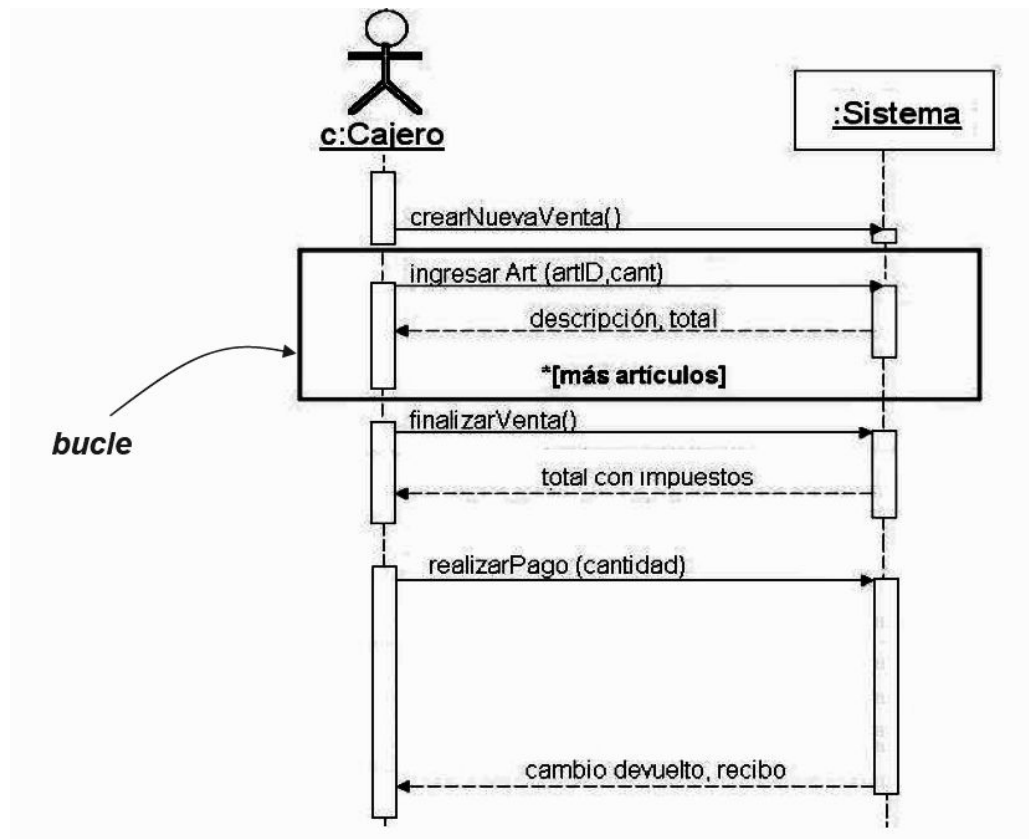 c:Cajero
:Sistema
crearNuevaVenta()
ingresar Art (artID,cant)
descripción, total
*[más artículos]
bucle
finalizarVenta()
total con impuestos
realizarPago (cantidad)
cambio devuelto, recibo